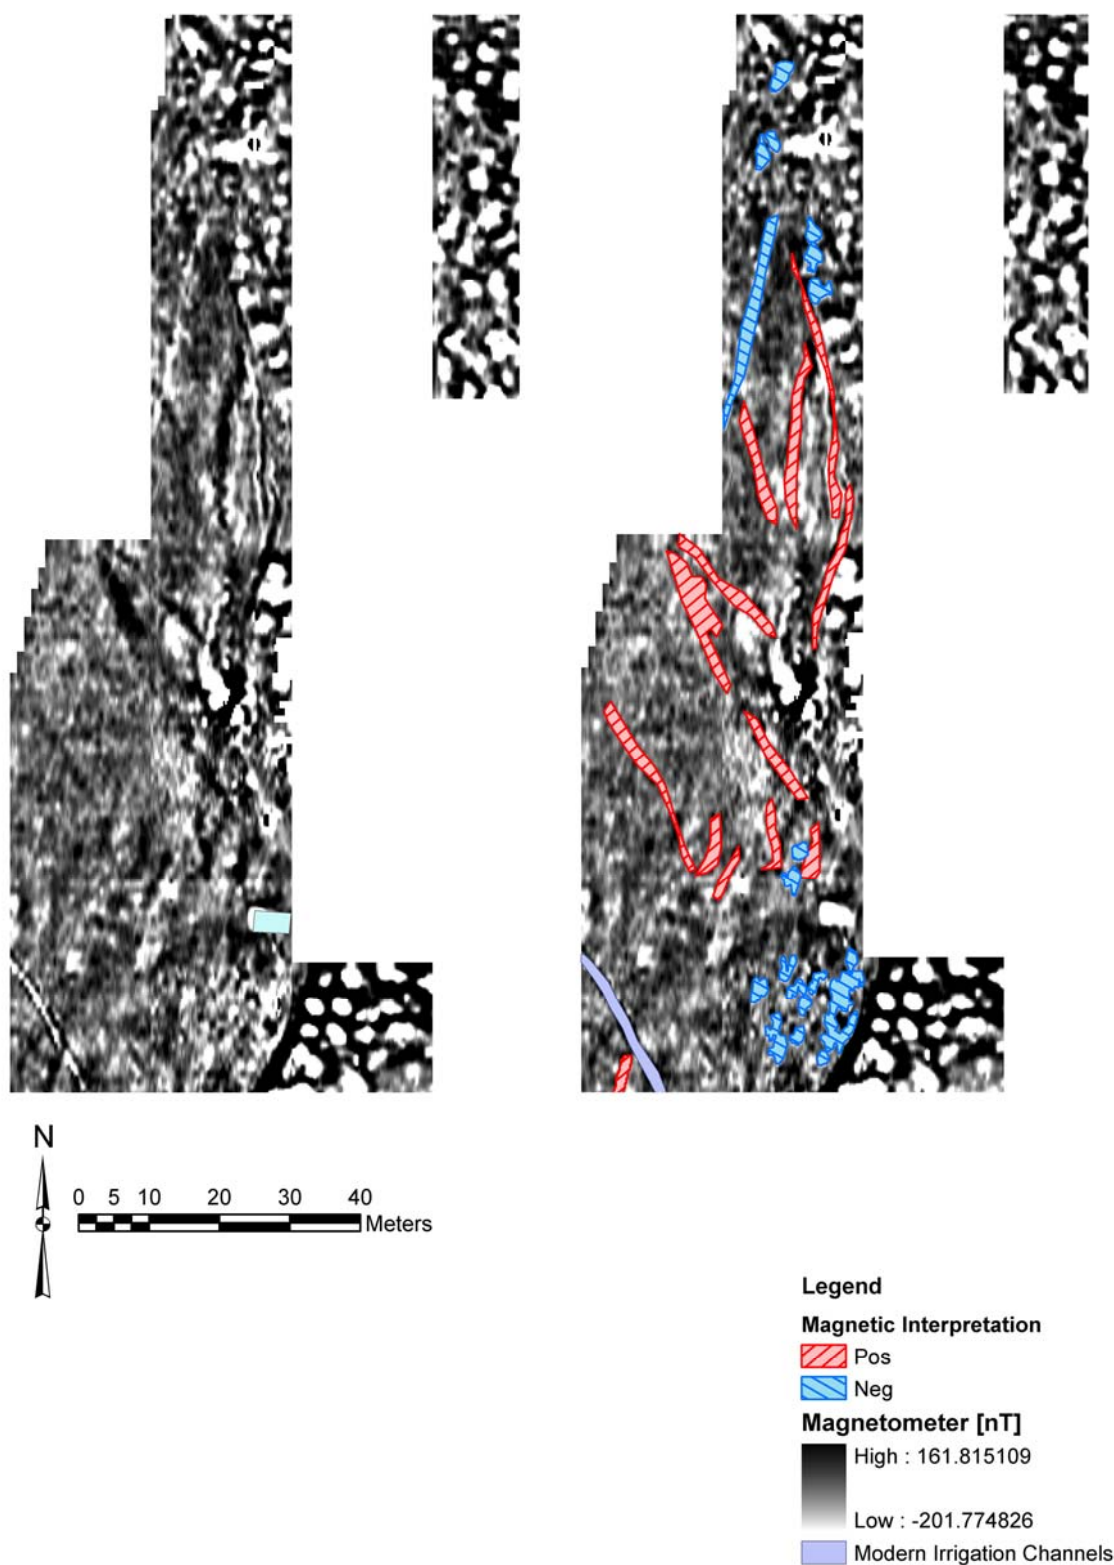 N
0 5 10 20 30 40
Meters
Legend
Magnetic Interpretation
Pos
Neg
Magnetometer [nT]
High : 161.815109
Low : -201.774826
Modern Irrigation Channels